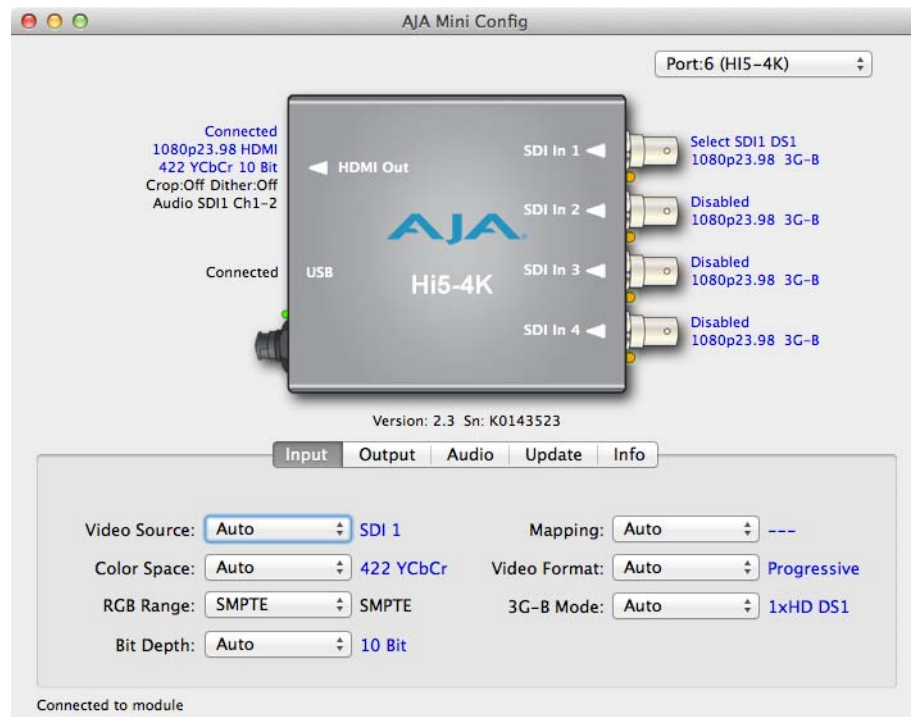 AJA Mini Config
Port:6 (HI5-4K)
Connected
1080p23.98 HDMI
422 YCbCr 10 Bit
Crop:Off Dither:Off
Audio SDI1 Ch1-2
HDMI Out
SDI In 1
Select SDI1 DS1
1080p23.98 3G-B
SDI In 2
Disabled
1080p23.98 3G-B
AJA
Connected
USB
Hi5-4K
SDI In 3
Disabled
1080p23.98 3G-B
SDI In 4
Disabled
1080p23.98 3G-B
Version: 2.3 Sn: K0143523
Input Output Audio Update Info
Video Source: Auto SDI 1 Mapping: Auto ---
Color Space: Auto 422 YCbCr Video Format: Auto Progressive
RGB Range: SMPTE SMPTE 3G-B Mode: Auto 1xHD DS1
Bit Depth: Auto 10 Bit
Connected to module